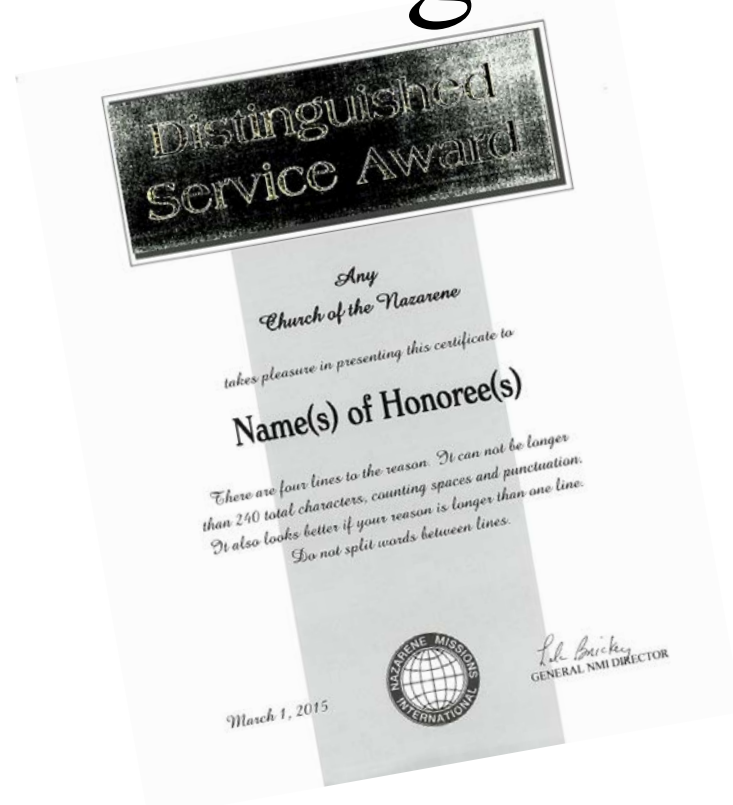 Distinguished
Service Award
Any
Church of the Nazarene
takes pleasure in presenting this certificate to
Name(s) of Honoree(s)
There are four lines to the reason. It can not be longer
than 240 total characters, counting spaces and punctuation.
It also looks better if your reason is longer than one line.
Do not split words between lines.
NAZARENE MISSIONS
INTERNATIONAL
March 1, 2015
GENERAL NMI DIRECTOR